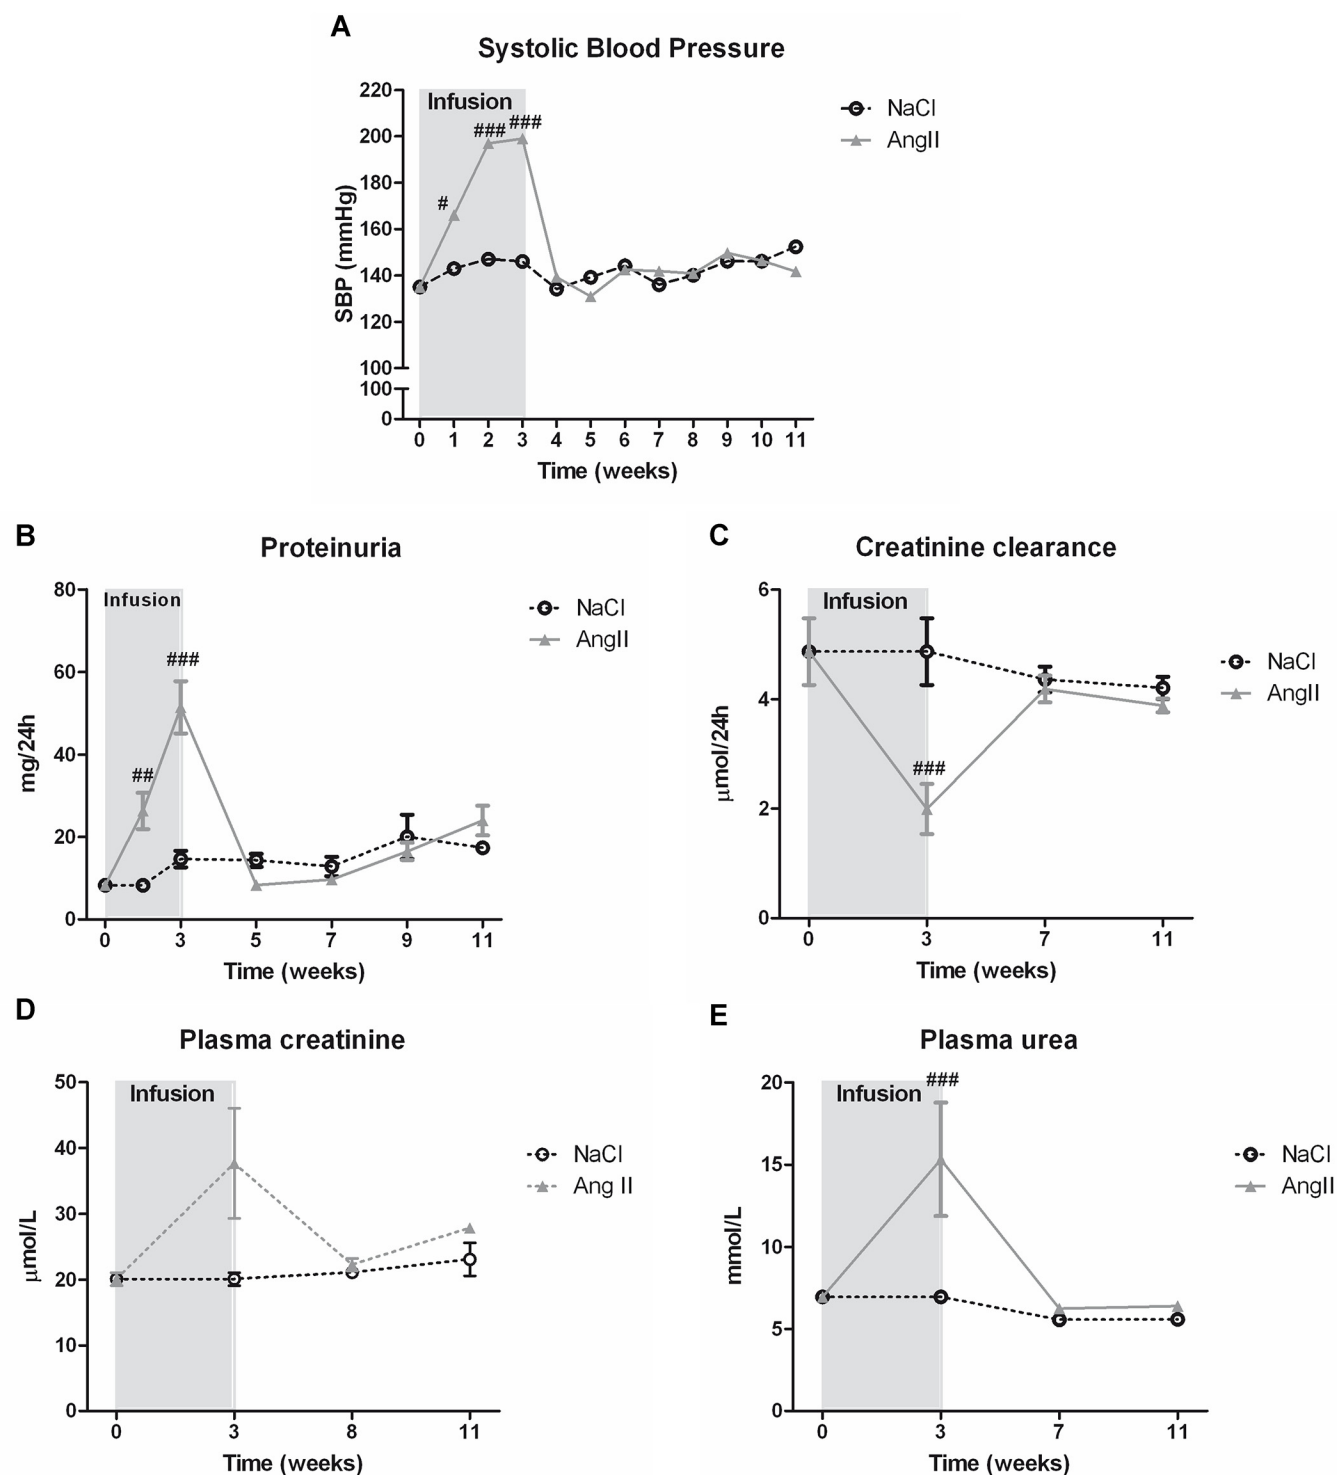 A
Systolic Blood Pressure
220
200
180
160
140
120
100
100
0
SBP (mmHg)
Infusion
#
###
###
NaCl
AngII
0 1 2 3 4 5 6 7 8 9 10 11
Time (weeks)
B
Proteinuria
80
60
40
20
0
mg/24h
Infusion
##
###
NaCl
AngII
0 3 5 7 9 11
Time (weeks)
C
Creatinine clearance
6
4
2
0
µmol/24h
Infusion
###
NaCl
AngII
0 3 7 11
Time (weeks)
D
Plasma creatinine
50
40
30
20
10
0
µmol/L
Infusion
NaCl
Ang II
0 3 8 11
Time (weeks)
E
Plasma urea
20
15
10
5
0
mmol/L
Infusion
###
NaCl
AngII
0 3 7 11
Time (weeks)